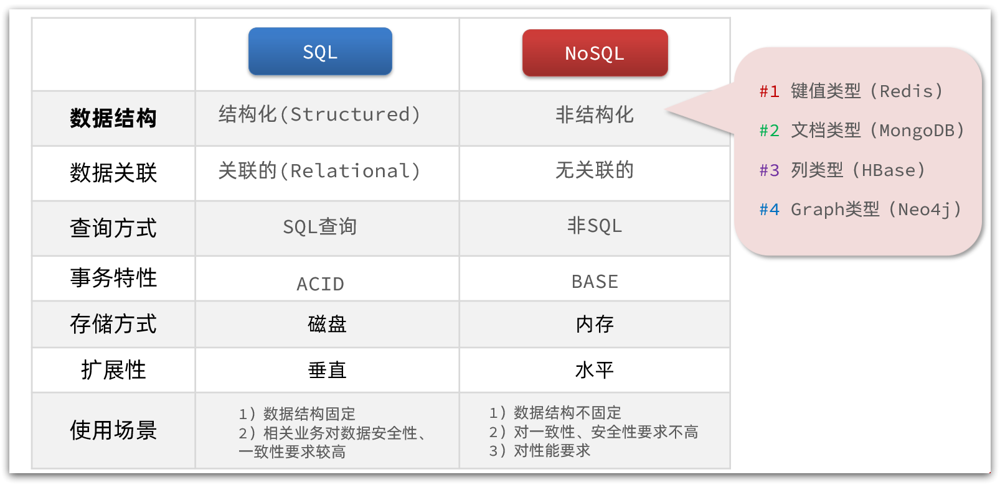 SQL
NoSQL
数据结构
结构化(Structured)
非结构化
#1 键值类型（Redis）
#2 文档类型（MongoDB）
#3 列类型（HBase）
#4 Graph类型（Neo4j）
数据关联
关联的(Relational)
无关联的
查询方式
SQL查询
非SQL
事务特性
ACID
BASE
存储方式
磁盘
内存
扩展性
垂直
水平
使用场景
1）数据结构固定
2）相关业务对数据安全性、
一致性要求较高
1）数据结构不固定
2）对一致性、安全性要求不高
3）对性能要求